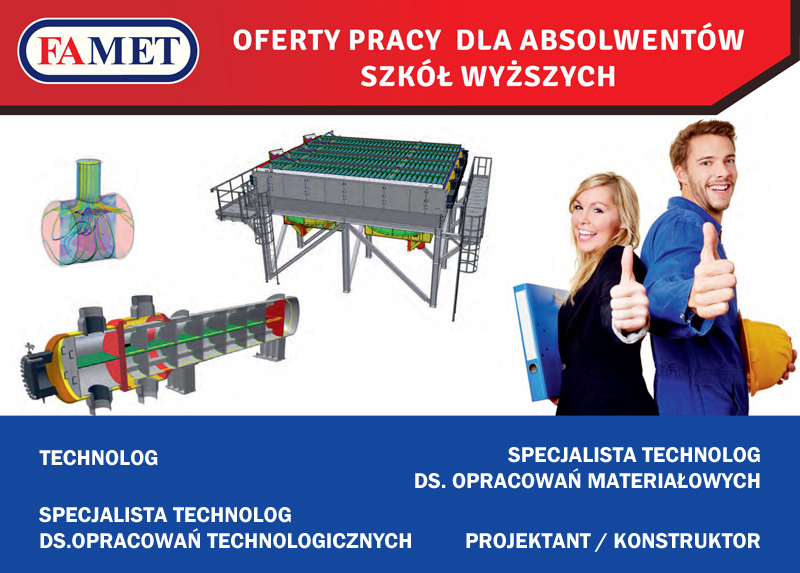 FAMET
OFERTY PRACY DLA ABSOLWENTÓW
SZKÓŁ WYŻSZYCH
TECHNOLOG
SPECJALISTA TECHNOLOG
DS.OPRACOWAŃ TECHNOLOGICZNYCH
SPECJALISTA TECHNOLOG
DS. OPRACOWAŃ MATERIAŁOWYCH
PROJEKTANT / KONSTRUKTOR